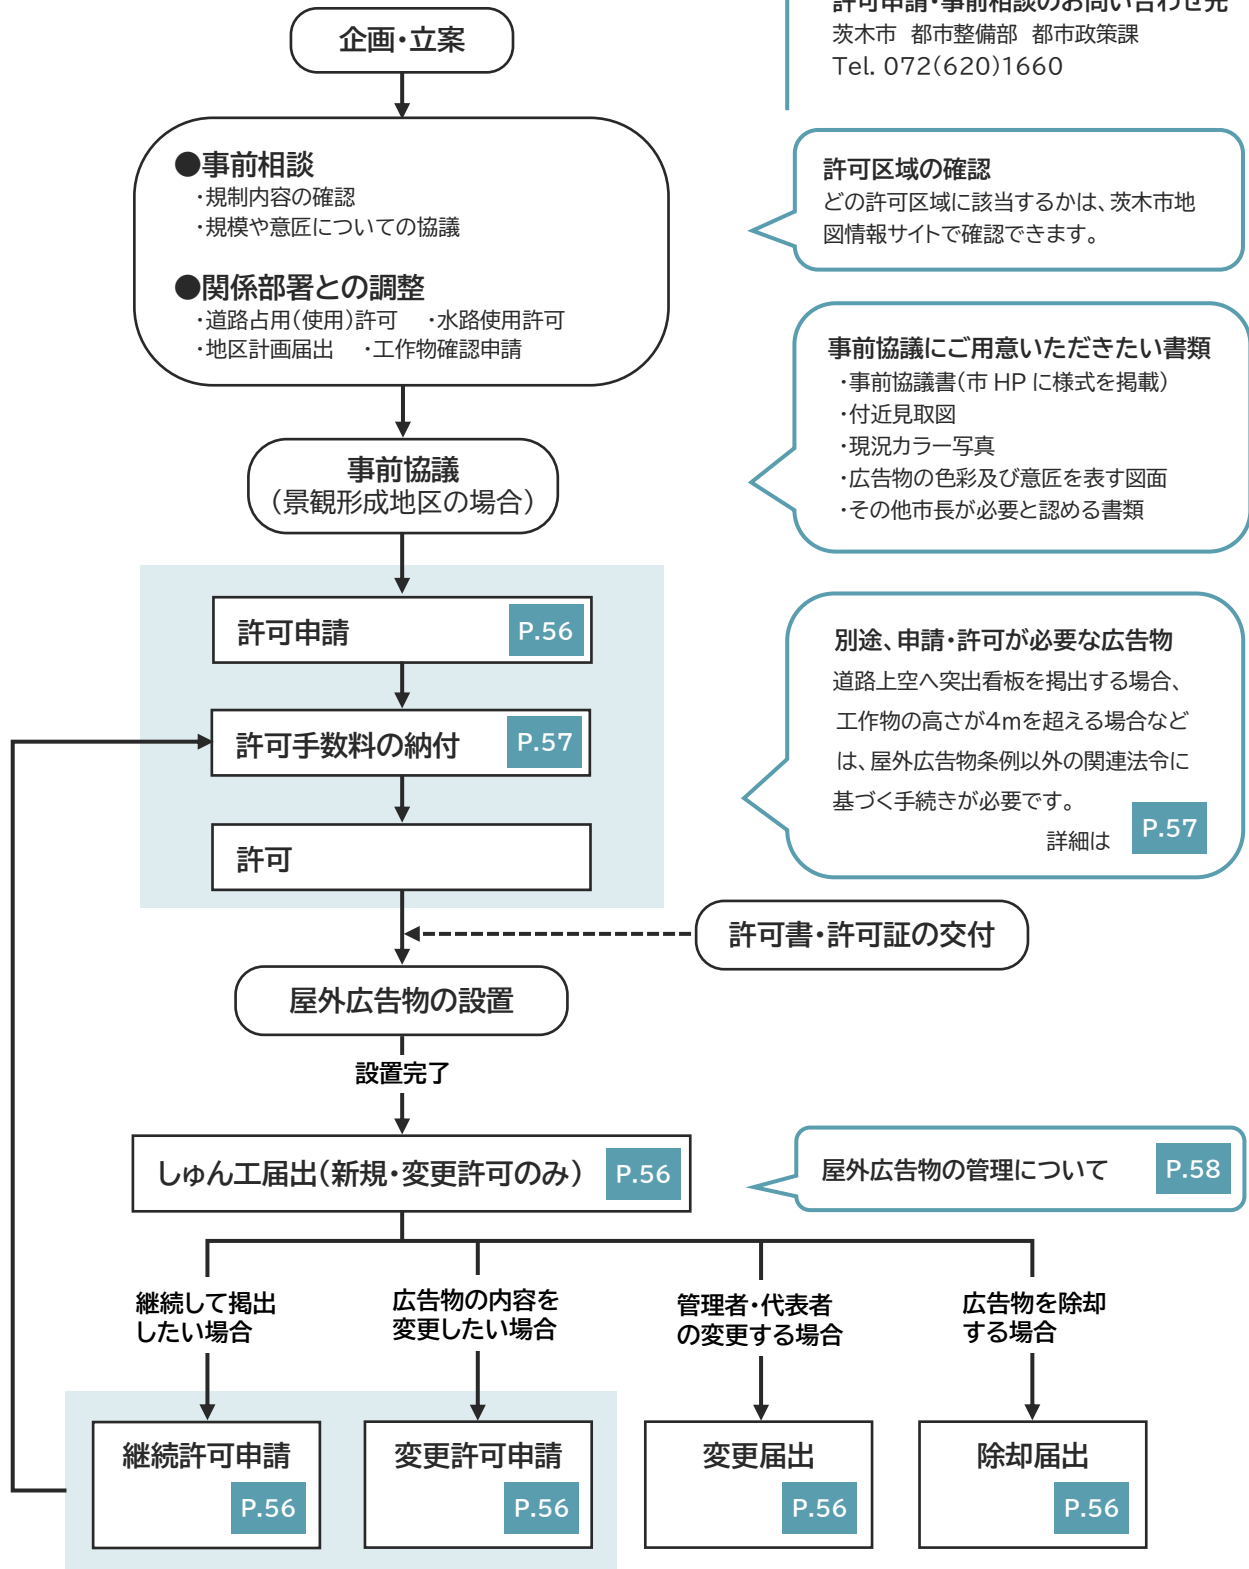 許可申請・事前相談のお問い合わせ先
茨木市 都市整備部 都市政策課
Tel. 072(620)1660
企画・立案
●事前相談
・規制内容の確認
・規模や意匠についての協議
●関係部署との調整
・道路占用(使用)許可 ・水路使用許可
・地区計画届出 ・工作物確認申請
許可区域の確認
どの許可区域に該当するかは、茨木市地
図情報サイトで確認できます。
事前協議
(景観形成地区の場合)
事前協議にご用意いただきたい書類
・事前協議書(市 HP に様式を掲載)
・付近見取図
・現況カラー写真
・広告物の色彩及び意匠を表す図面
・その他市長が必要と認める書類
許可申請 P.56
許可手数料の納付 P.57
許可
別途、申請・許可が必要な広告物
道路上空へ突出看板を掲出する場合、
工作物の高さが4mを超える場合など
は、屋外広告物条例以外の関連法令に
基づく手続きが必要です。
詳細は P.57
許可書・許可証の交付
屋外広告物の設置
設置完了
しゅん工届出(新規・変更許可のみ) P.56
屋外広告物の管理について P.58
継続して掲出
したい場合
広告物の内容を
変更したい場合
管理者・代表者
の変更する場合
広告物を除却
する場合
継続許可申請
P.56
変更許可申請
P.56
変更届出
P.56
除却届出
P.56